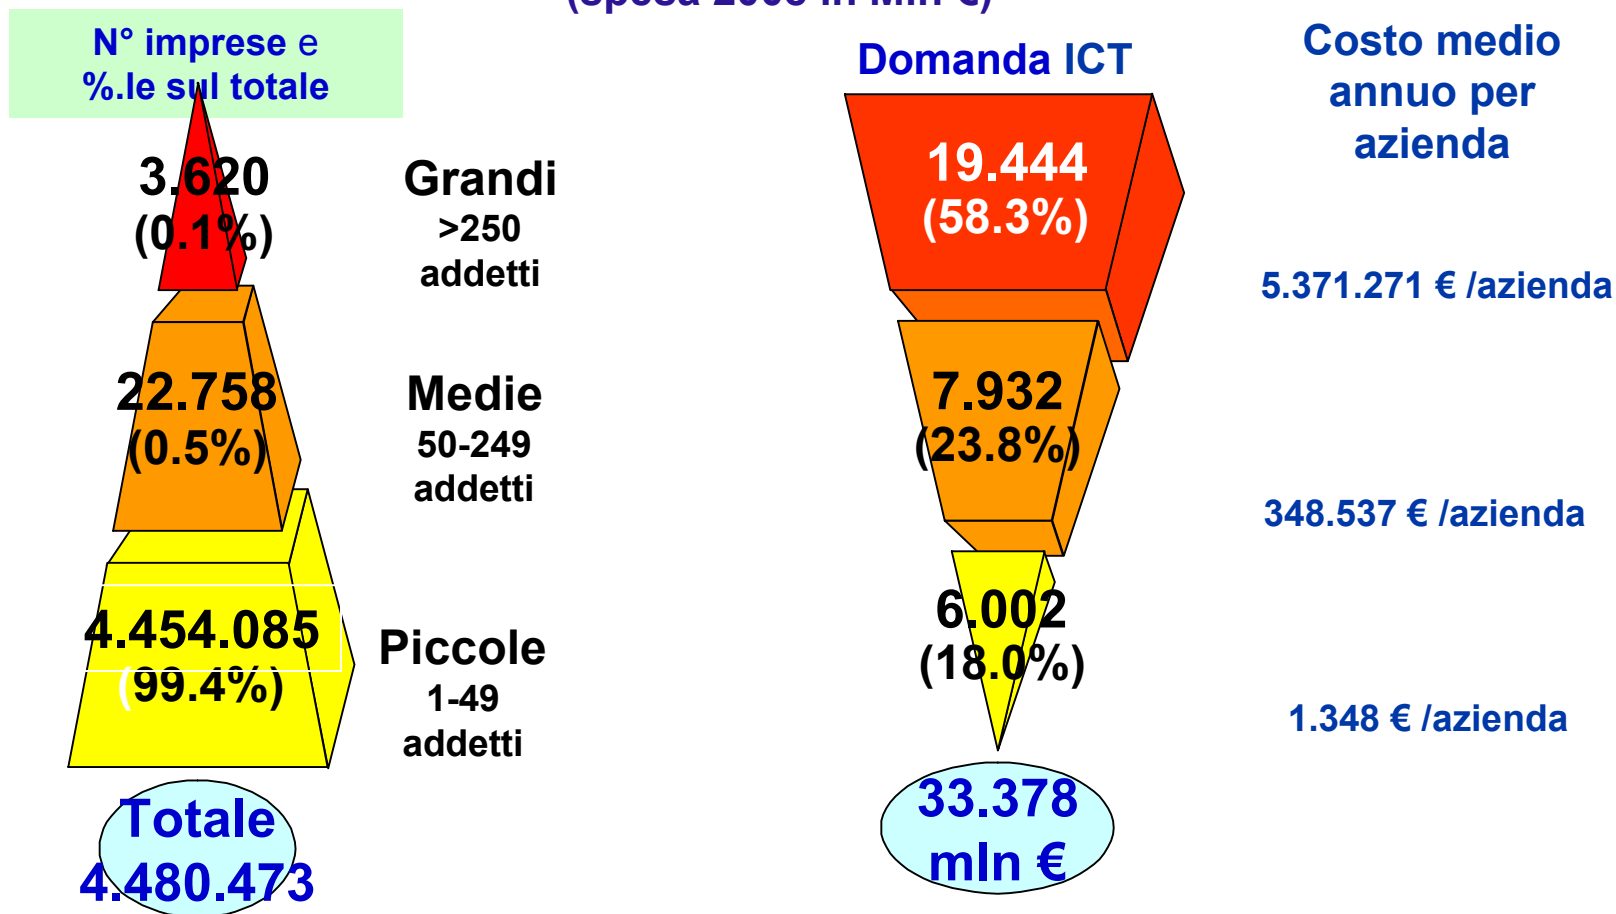 N° imprese e
%.le sul totale
3.620
(0.1%)
Grandi
>250
addetti
22.758
(0.5%)
Medie
50-249
addetti
4.454.085
(99.4%)
Piccole
1-49
addetti
Totale
4.480.473
Domanda ICT
19.444
(58.3%)
7.932
(23.8%)
6.002
(18.0%)
33.378
mln €
Costo medio
annuo per
azienda
5.371.271 € /azienda
348.537 € /azienda
1.348 € /azienda